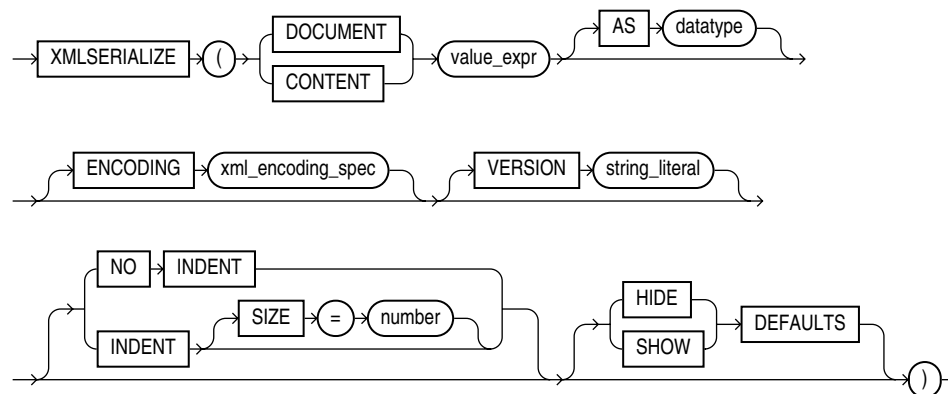 AS datatype
DOCUMENT
XMLSERIALIZE ( value_expr
CONTENT
ENCODING xml_encoding_spec VERSION string_literal
NO INDENT
SIZE = number HIDE
DEFAULTS
INDENT SHOW
)